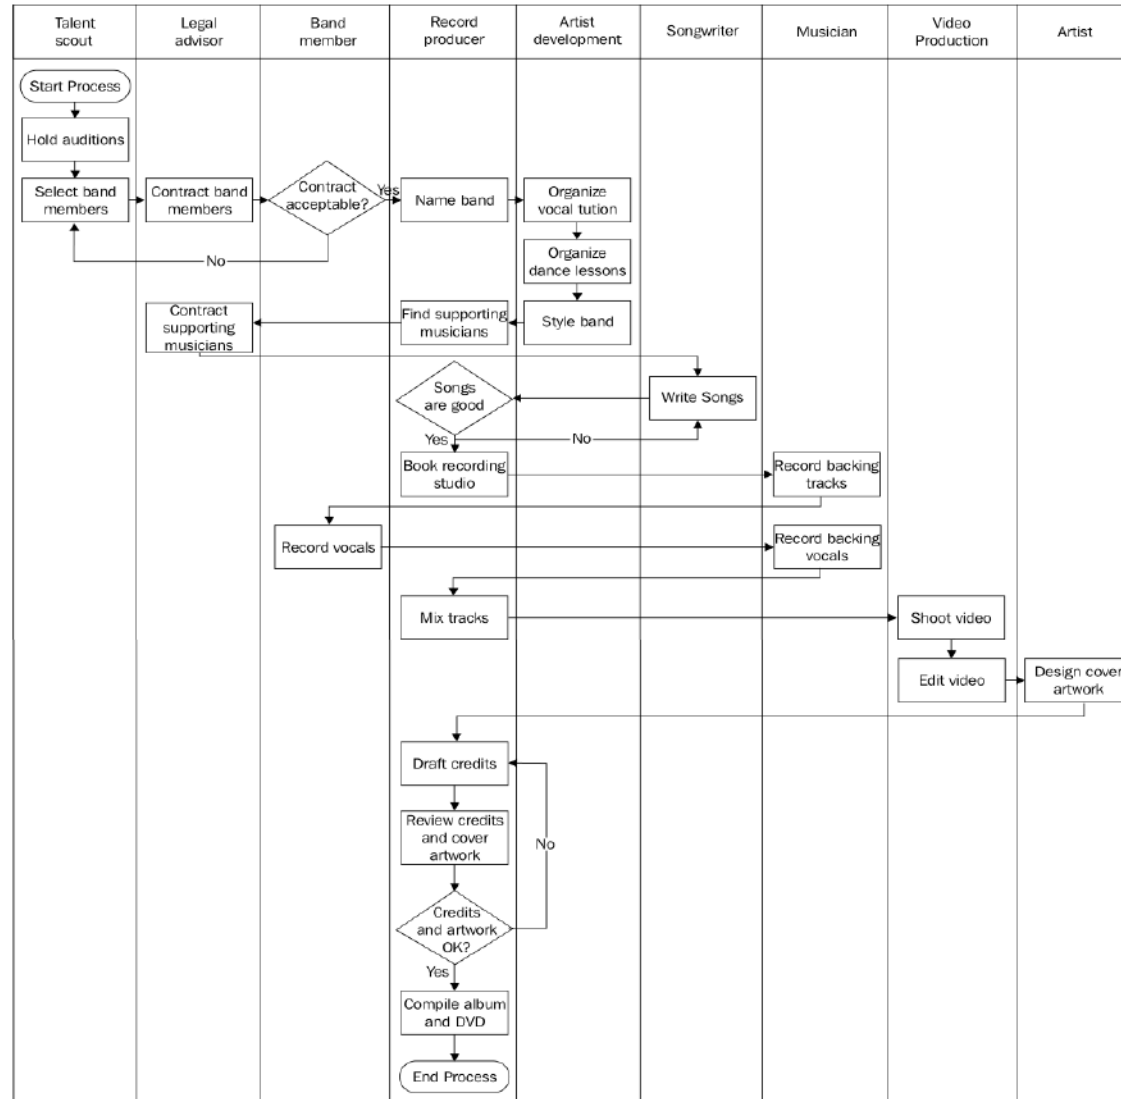 Talent
scout
Legal
advisor
Band
member
Record
producer
Artist
development
Songwriter
Musician
Video
Production
Artist
Start Process
Hold auditions
Select band
members
Contract band
members
Contract
acceptable?
Yes
Name band
Organize
vocal tution
No
Organize
dance lessons
Contract
supporting
musicians
Find supporting
musicians
Style band
Songs
are good
Write Songs
Yes
No
Book recording
studio
Record backing
tracks
Record vocals
Record backing
vocals
Mix tracks
Shoot video
Edit video
Design cover
artwork
Draft credits
Review credits
and cover
artwork
No
Credits
and artwork
OK?
Yes
Compile album
and DVD
End Process